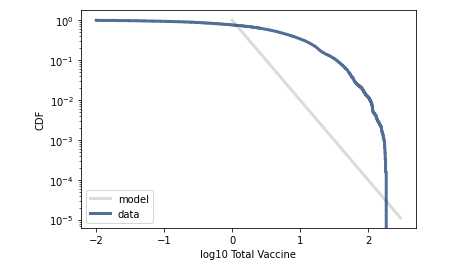 10⁰
10⁻¹
10⁻²
10⁻³
10⁻⁴
10⁻⁵
CDF
model
data
−2 −1 0 1 2
log10 Total Vaccine